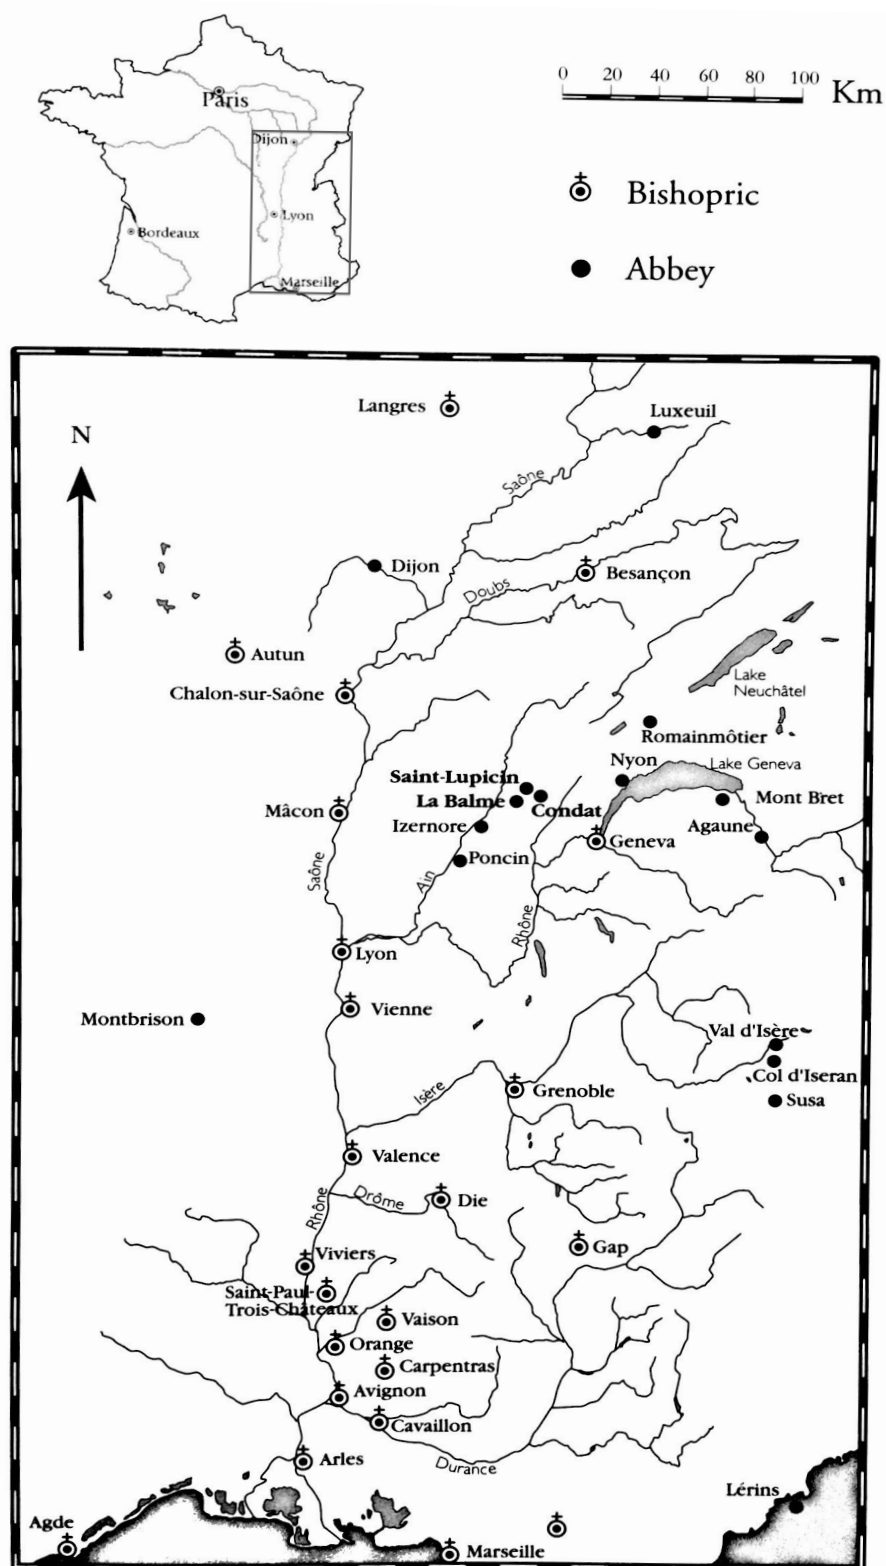 Paris
Dijon
Lyon
Bordeaux
Marseille
0 20 40 60 80 100 Km
Bishopric
Abbey
N
Langres
Luxeuil
Saône
Dijon
Besançon
Doubs
Autun
Lake
Neuchâtel
Chalon-sur-Saône
Romainmôtier
Nyon
Lake Geneva
Saint-Lupicin
La Balme
Condat
Mont Bret
Mâcon
Izernore
Agaune
Geneva
Poncin
Saône
Ain
Rhône
Lyon
Vienne
Montbrison
Val d'Isère
Col d'Iseran
Isère
Grenoble
Susa
Valence
Rhône
Drôme
Die
Gap
Viviers
Saint-Paul-
Trois-Châteaux
Vaison
Orange
Carpentras
Avignon
Cavaillon
Arles
Durance
Lérins
Agde
Marseille